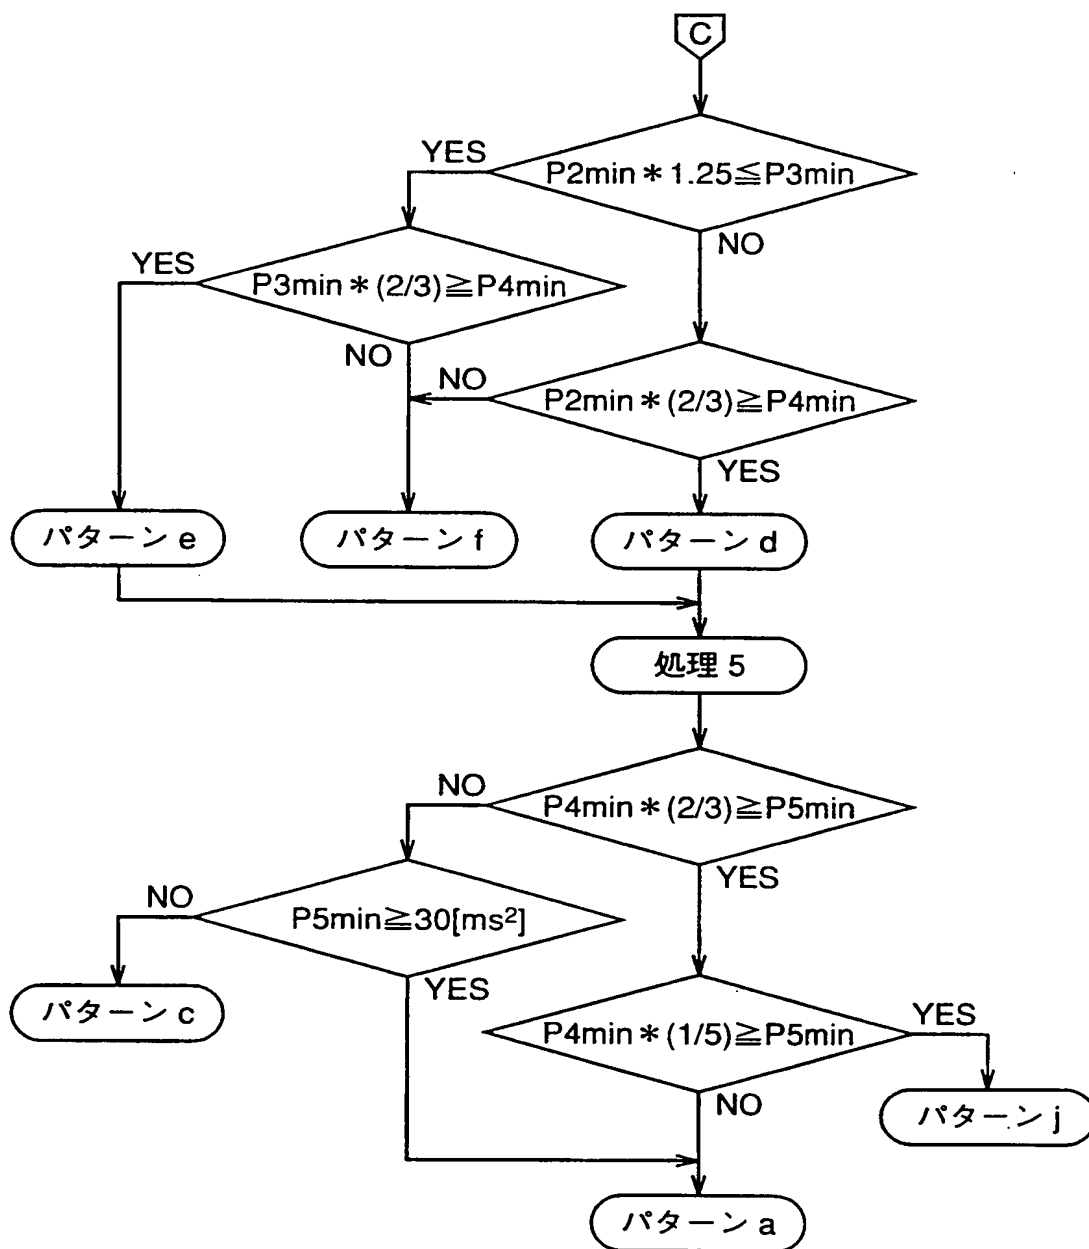 C
YES
P2min＊1.25≦P3min
NO
YES
P3min＊(2/3)≧P4min
NO
NO
P2min＊(2/3)≧P4min
YES
パターン e
パターン f
パターン d
処理 5
NO
P4min＊(2/3)≧P5min
YES
NO
P5min≧30[ms²]
YES
パターン c
P4min＊(1/5)≧P5min
YES
NO
パターン j
パターン a